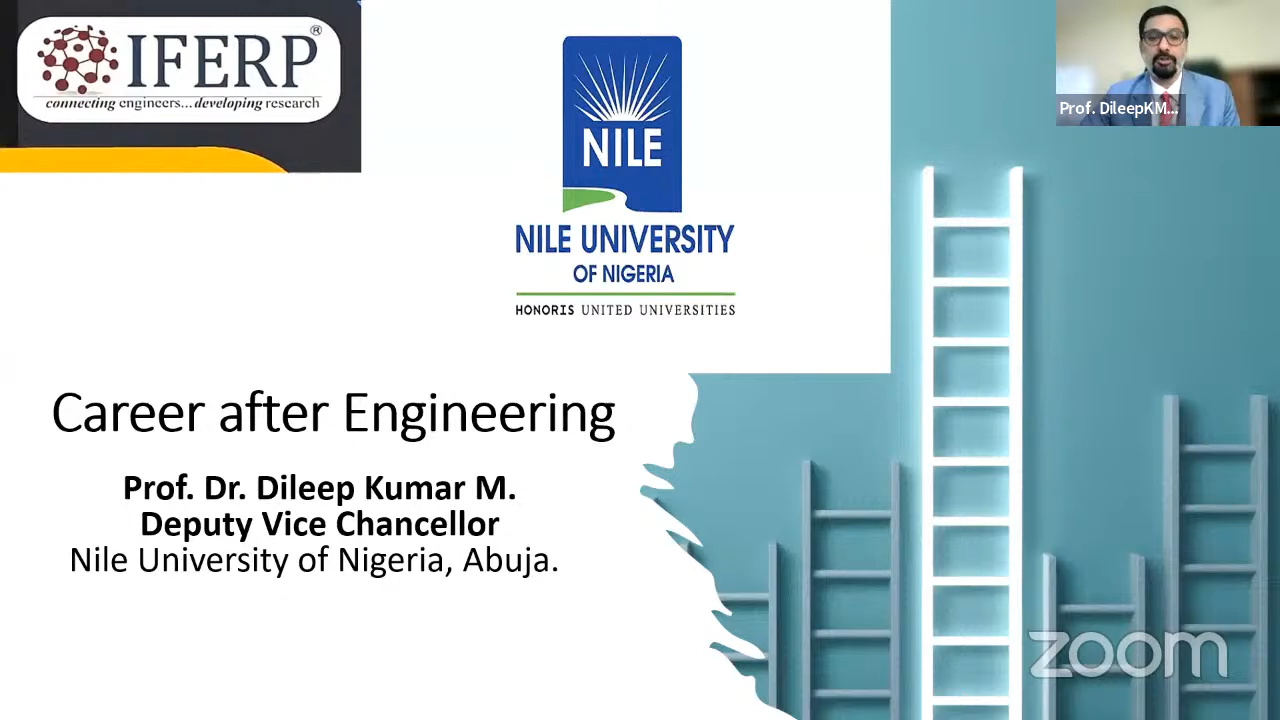 IFERP®
connecting engineers...developing research
NILE
NILE UNIVERSITY
OF NIGERIA
HONORIS UNITED UNIVERSITIES
Prof. DileepKM...
Career after Engineering
Prof. Dr. Dileep Kumar M.
Deputy Vice Chancellor
Nile University of Nigeria, Abuja.
zoom